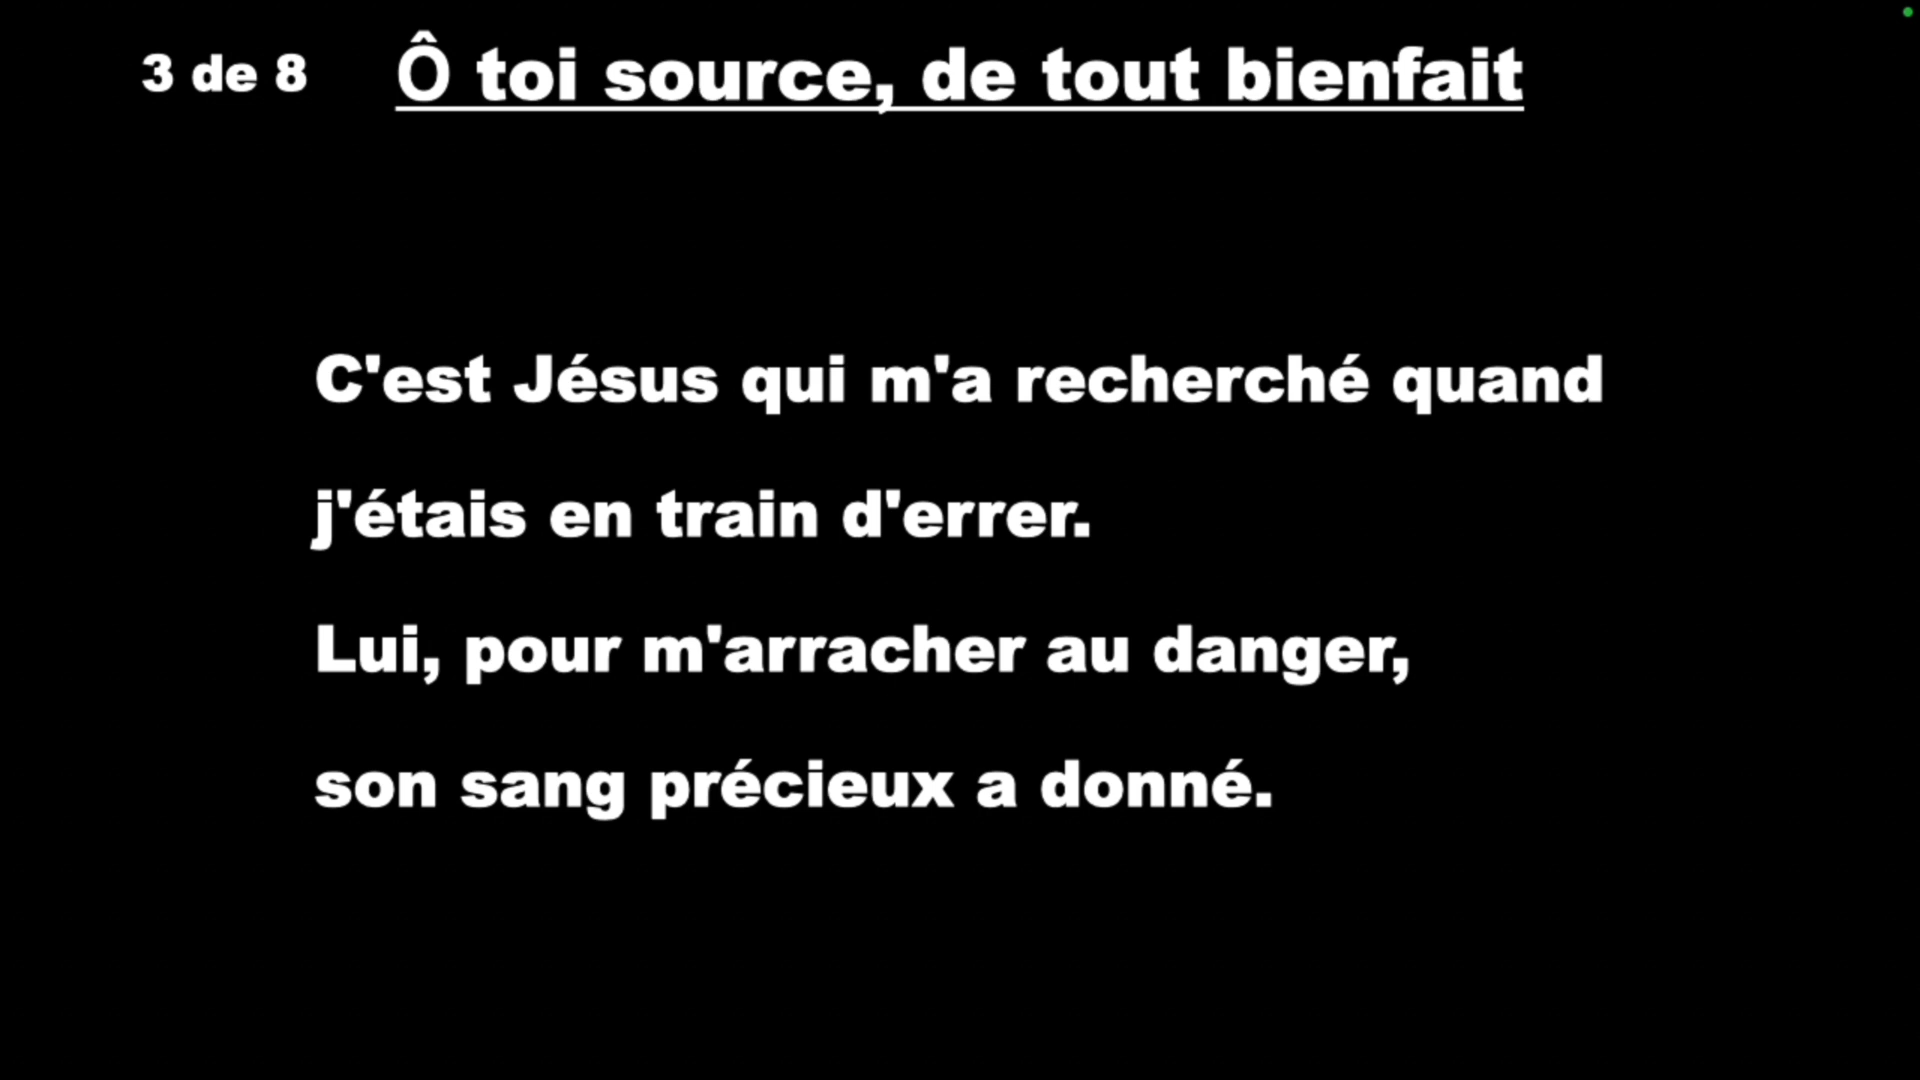 3 de 8 Ô toi source, de tout bienfait
C'est Jésus qui m'a recherché quand
j'étais en train d'errer.
Lui, pour m'arracher au danger,
son sang précieux a donné.